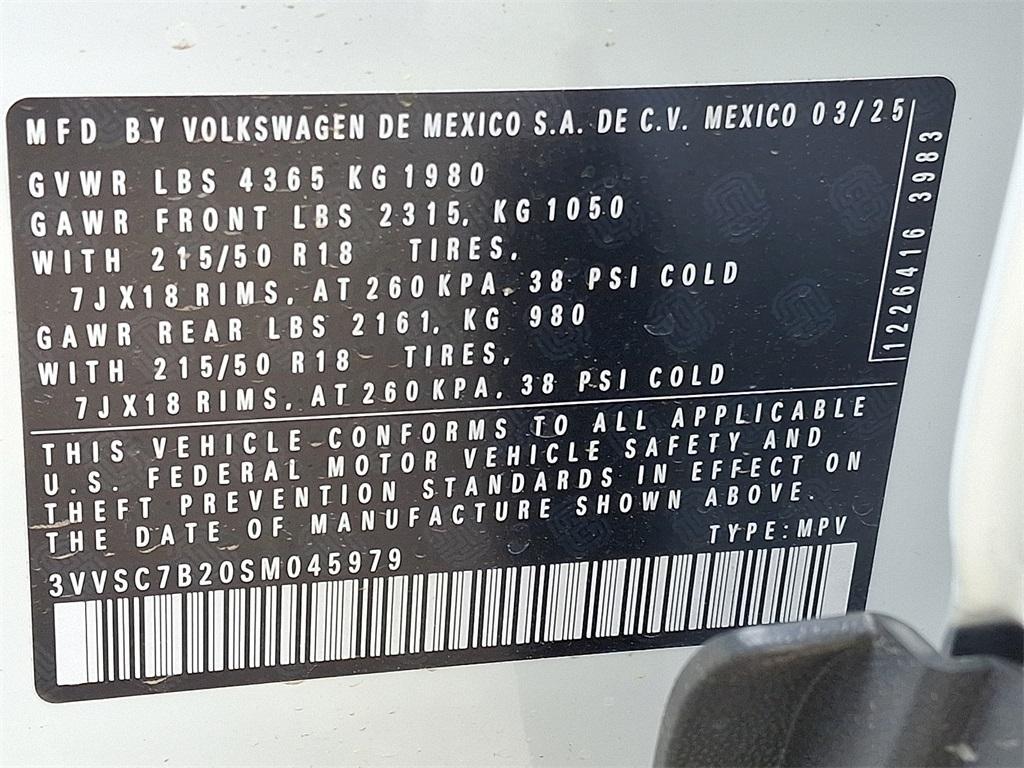 MFD BY VOLKSWAGEN DE MEXICO S.A. DE C.V. MEXICO 03/25
GVWR LBS 4365 KG 1980
GAWR FRONT LBS 2315, KG 1050
WITH 215/50 R18 TIRES,
7JX18 RIMS, AT 260 KPA, 38 PSI COLD
GAWR REAR LBS 2161, KG 980
WITH 215/50 R18 TIRES,
7JX18 RIMS, AT 260 KPA, 38 PSI COLD
1226416 3983
THIS VEHICLE CONFORMS TO ALL APPLICABLE
U.S. FEDERAL MOTOR VEHICLE SAFETY AND
THEFT PREVENTION STANDARDS IN EFFECT ON
THE DATE OF MANUFACTURE SHOWN ABOVE.
TYPE: MPV
3VVSC7B20SM045979